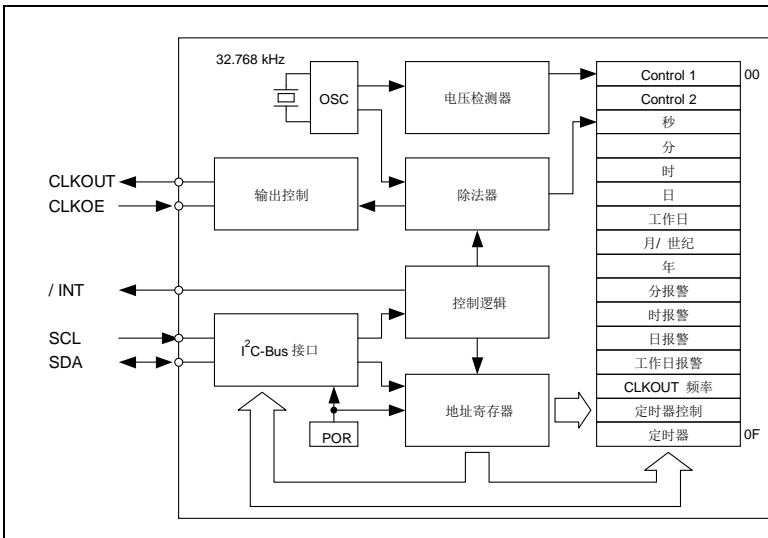 32.768 kHz
OSC
电压检测器
CLKOUT
CLKOE
输出控制
除法器
/ INT
控制逻辑
SCL
SDA
I²C-Bus 接口
地址寄存器
POR
Control 1 00
Control 2
秒
分
时
日
工作日
月/ 世纪
年
分报警
时报警
日报警
工作日报警
CLKOUT 频率
定时器控制
定时器 0F